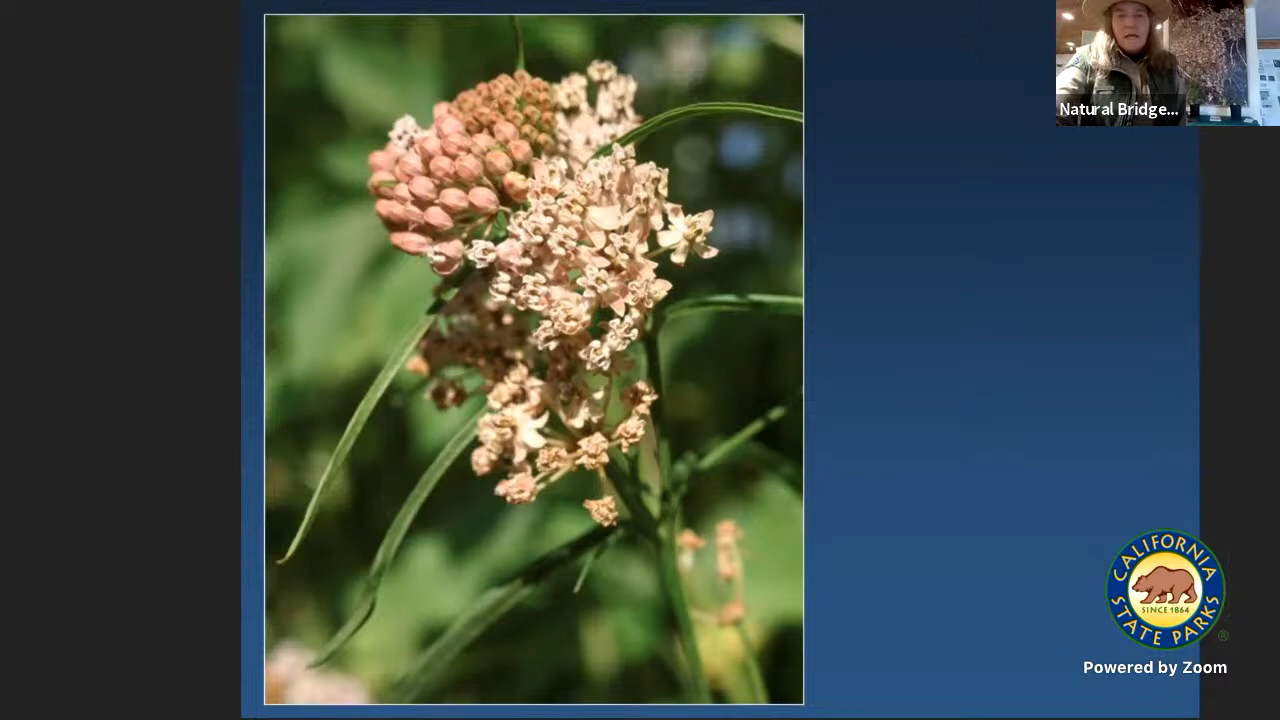 Natural Bridge...
CALIFORNIA
SINCE 1864
STATE PARKS
®
Powered by Zoom